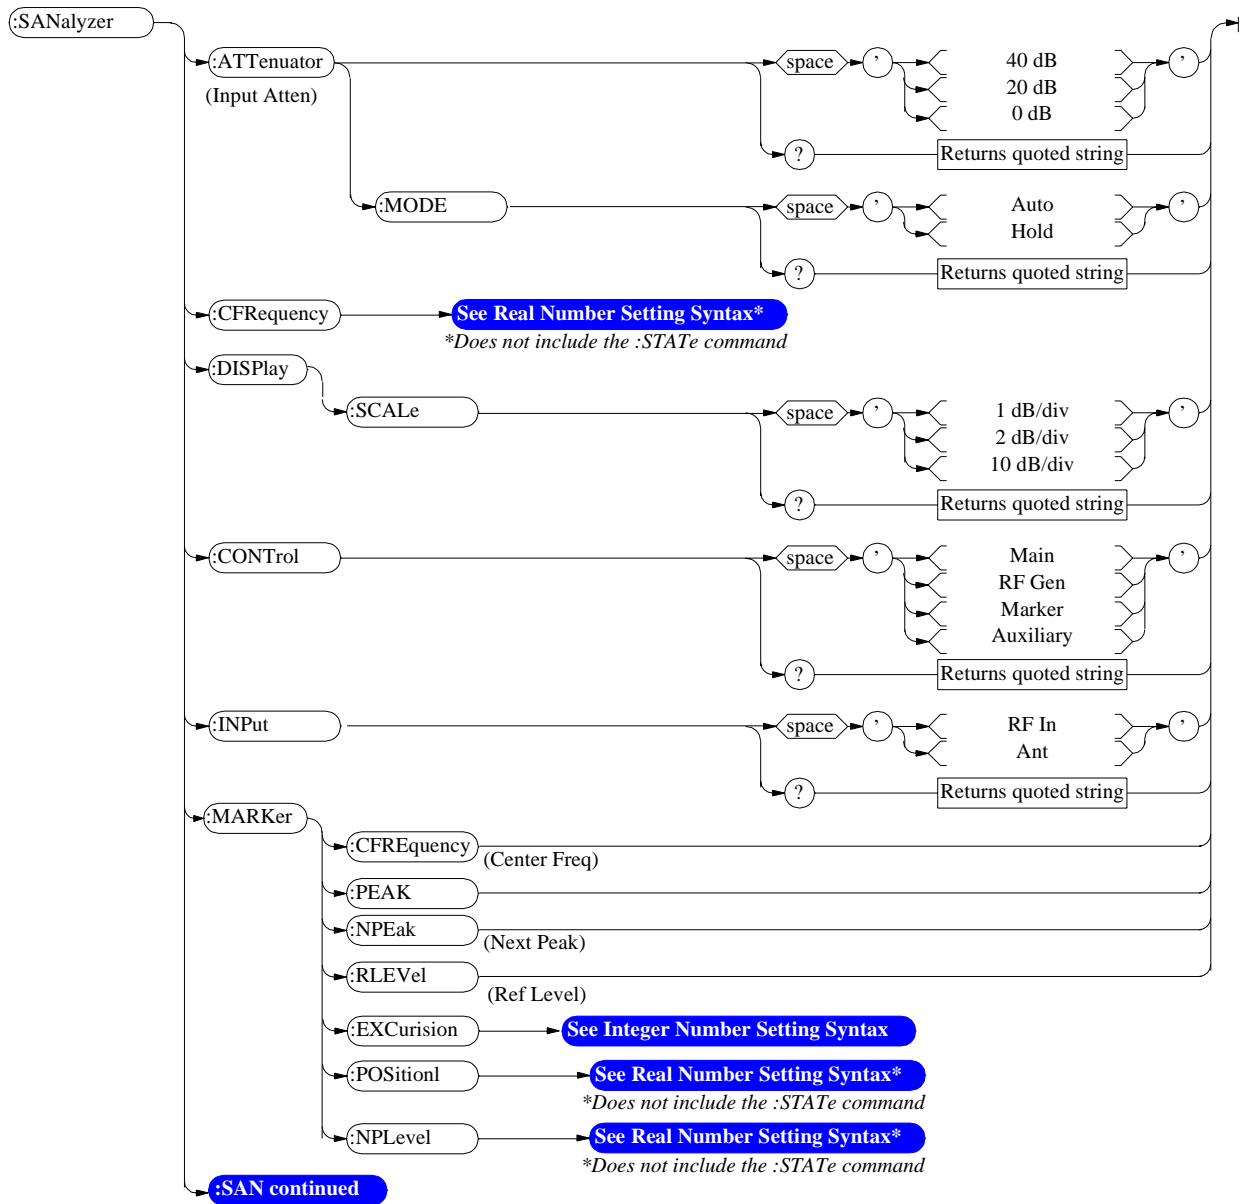 :SANalyzer
:ATTenuator
(Input Atten)
space
’
40 dB
20 dB
0 dB
’
?
Returns quoted string
:MODE
space
’
Auto
Hold
’
?
Returns quoted string
:CFRequency
See Real Number Setting Syntax*
*Does not include the :STATe command
:DISPlay
:SCALe
space
’
1 dB/div
2 dB/div
10 dB/div
’
?
Returns quoted string
:CONTrol
space
’
Main
RF Gen
Marker
Auxiliary
’
?
Returns quoted string
:INPut
space
’
RF In
Ant
’
?
Returns quoted string
:MARKer
:CFREquency
(Center Freq)
:PEAK
:NPEak
(Next Peak)
:RLEVel
(Ref Level)
:EXCurision
See Integer Number Setting Syntax
:POSitionl
See Real Number Setting Syntax*
*Does not include the :STATe command
:NPLevel
See Real Number Setting Syntax*
*Does not include the :STATe command
:SAN continued